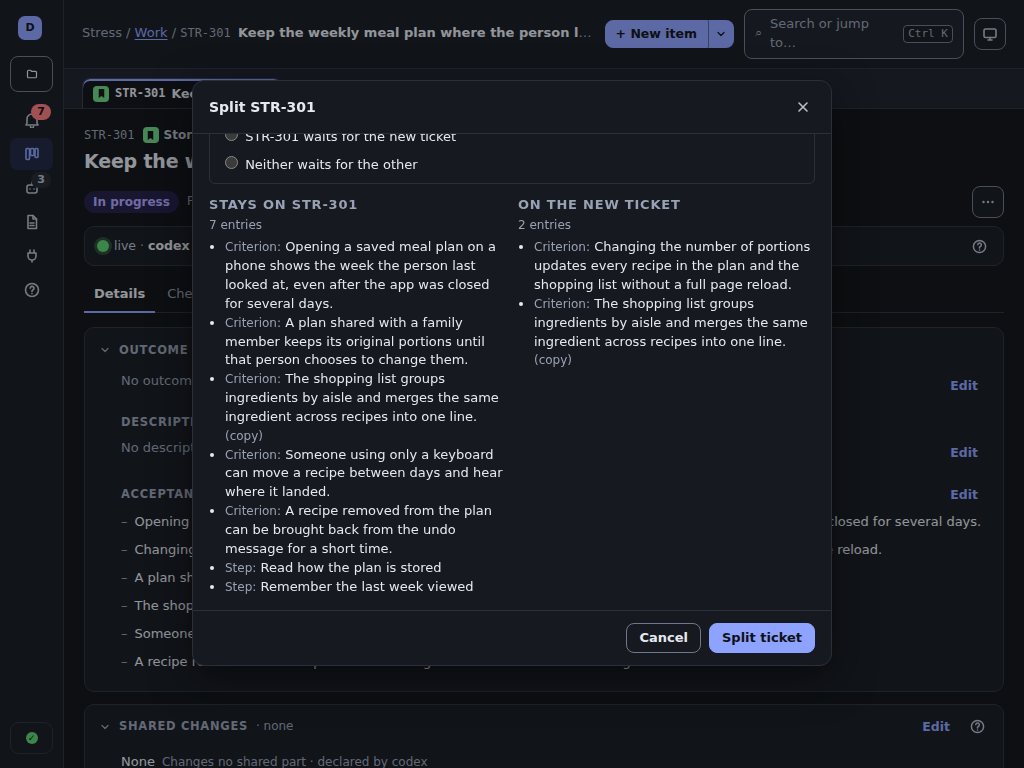 D
Stress / Work / STR-301 Keep the weekly meal plan where the person l…
+ New item
Search or jump to…
Ctrl K
7
3
STR-301
STR-301
Keep the
In progress
live · codex
Details
OUTCOME
No outcom
Edit
Edit
Edit
– Opening
closed for several days.
– Changing
reload.
– A plan sh
– The shop
– Someone
– A recipe
SHARED CHANGES · none
Edit
None Changes no shared part · declared by codex
Split STR-301
STR-301 waits for the new ticket
Neither waits for the other
STAYS ON STR-301
7 entries
Criterion: Opening a saved meal plan on a
phone shows the week the person last
looked at, even after the app was closed
for several days.
Criterion: A plan shared with a family
member keeps its original portions until
that person chooses to change them.
Criterion: The shopping list groups
ingredients by aisle and merges the same
ingredient across recipes into one line.
(copy)
Criterion: Someone using only a keyboard
can move a recipe between days and hear
where it landed.
Criterion: A recipe removed from the plan
can be brought back from the undo
message for a short time.
Step: Read how the plan is stored
Step: Remember the last week viewed
ON THE NEW TICKET
2 entries
Criterion: Changing the number of portions
updates every recipe in the plan and the
shopping list without a full page reload.
Criterion: The shopping list groups
ingredients by aisle and merges the same
ingredient across recipes into one line.
(copy)
Cancel
Split ticket